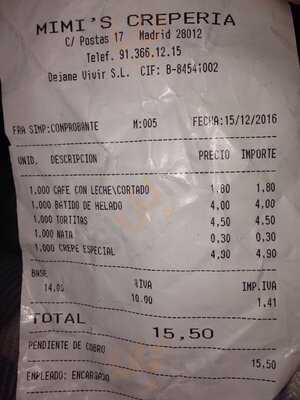 MIMI'S CREPERIA
C/ Postas 17 Madrid 28012
Telef. 91.366.12.15
Dejame Vivir S.L. CIF: B-84541002
FRA SIMP:COMPROBANTE M:005 FECHA:15/12/2016
UNID. DESCRIPCION PRECIO IMPORTE
1,000 CAFE CON LECHE\CORTADO 1,80 1,80
1,000 BATIDO DE HELADO 4,00 4,00
1,000 TORTITAS 4,50 4,50
1,000 NATA 0,30 0,30
1,000 CREPE ESPECIAL 4,90 4,90
BASE %IVA IMP.IVA
14,09 10.00 1,41
TOTAL 15,50
PENDIENTE DE COBRO 15,50
EMPLEADO: ENCARGADO